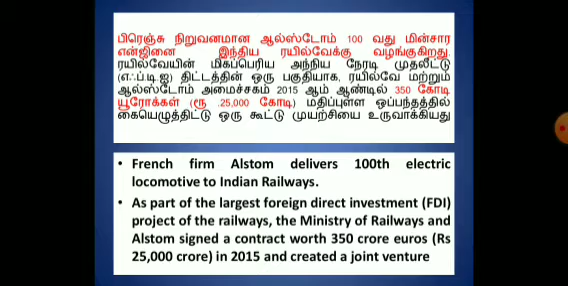 பிரெஞ்சு நிறுவனமான ஆல்ஸ்டோம் 100 வது மின்சார
என்ஜினை இந்திய ரயில்வேக்கு வழங்குகிறது.
ரயில்வேயின் மிகப்பெரிய அந்நிய நேரடி முதலீட்டு
(எஃப்.டி.ஐ) திட்டத்தின் ஒரு பகுதியாக, ரயில்வே மற்றும்
ஆல்ஸ்டோம் அமைச்சகம் 2015 ஆம் ஆண்டில் 350 கோடி
யூரோக்கள் (ரூ .25,000 கோடி) மதிப்புள்ள ஒப்பந்தத்தில்
கையெழுத்திட்டு ஒரு கூட்டு முயற்சியை உருவாக்கியது
• French firm Alstom delivers 100th electric
locomotive to Indian Railways.
• As part of the largest foreign direct investment (FDI)
project of the railways, the Ministry of Railways and
Alstom signed a contract worth 350 crore euros (Rs
25,000 crore) in 2015 and created a joint venture